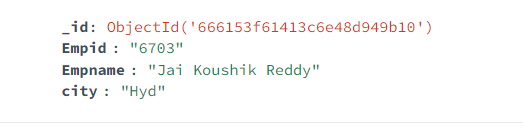 _id: ObjectId('666153f61413c6e48d949b10')
Empid : "6703"
Empname : "Jai Koushik Reddy"
city : "Hyd"